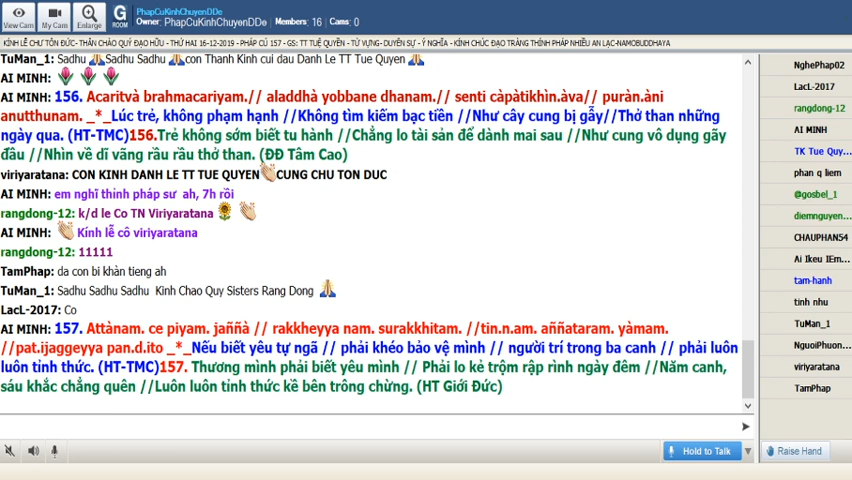 PhapCuKinhChuyenDDe
Owner: PhapCuKinhChuyenDDe Members: 16 Cams: 0
View Cam
My Cam
Enlarge
G
ROOM
KÍNH LỄ CHƯ TÔN ĐỨC- THÂN CHÀO QUÝ ĐẠO HỮU - THỨ HAI 16-12-2019 - PHÁP CÚ 157 - GS: TT TUỆ QUYỀN - TỪ VỰNG- DUYÊN SỰ - Ý NGHĨA - KÍNH CHÚC ĐẠO TRÀNG THÍNH PHÁP NHIỀU AN LẠC-NAMOBUDDHAYA
TuMan_1: Sadhu Sadhu Sadhu con Thanh Kinh cui dau Danh Le TT Tue Quyen
AI MINH:
AI MINH: 156. Acaritvà brahmacariyam.// aladdhà yobbane dhanam.// senti càpàtikhìn.àva// puràn.àni
anutthunam. _*_Lúc trẻ, không phạm hạnh //Không tìm kiếm bạc tiền //Như cây cung bị gẫy//Thở than những
ngày qua. (HT-TMC)156.Trẻ không sớm biết tu hành //Chẳng lo tài sản để dành mai sau //Như cung vô dụng gãy
đâu //Nhìn về dĩ vãng rầu rầu thở than. (ĐĐ Tâm Cao)
viriyaratana: CON KINH DANH LE TT TUE QUYEN CUNG CHU TON DUC
AI MINH: em nghĩ thỉnh pháp sư ah, 7h rồi
rangdong-12: k/d le Co TN Viriyaratana
AI MINH: Kính lễ cô viriyaratana
rangdong-12: 11111
TamPhap: da con bi khàn tieng ah
TuMan_1: Sadhu Sadhu Sadhu Kinh Chao Quy Sisters Rang Dong
LacL-2017: Co
AI MINH: 157. Attànam. ce piyam. jaññà // rakkheyya nam. surakkhitam. //tin.n.am. aññataram. yàmam.
//pat.ijaggeyya pan.d.ito _*_Nếu biết yêu tự ngã // phải khéo bảo vệ mình // người trí trong ba canh // phải luôn
luôn tỉnh thức. (HT-TMC)157. Thương mình phải biết yêu mình // Phải lo kẻ trộm rập rình ngày đêm //Năm canh,
sáu khắc chẳng quên //Luôn luôn tỉnh thức kề bên trông chừng. (HT Giới Đức)
NghePhap02
LacL-2017
rangdong-12
AI MINH
TK Tue Quy...
phan q liem
@gosbel_1
diemnguyen...
CHAUPHAN54
Ai Ikeu IEm...
tam-hanh
tinh nhu
TuMan_1
NguoiPhuon...
viriyaratana
TamPhap
Hold to Talk
Raise Hand